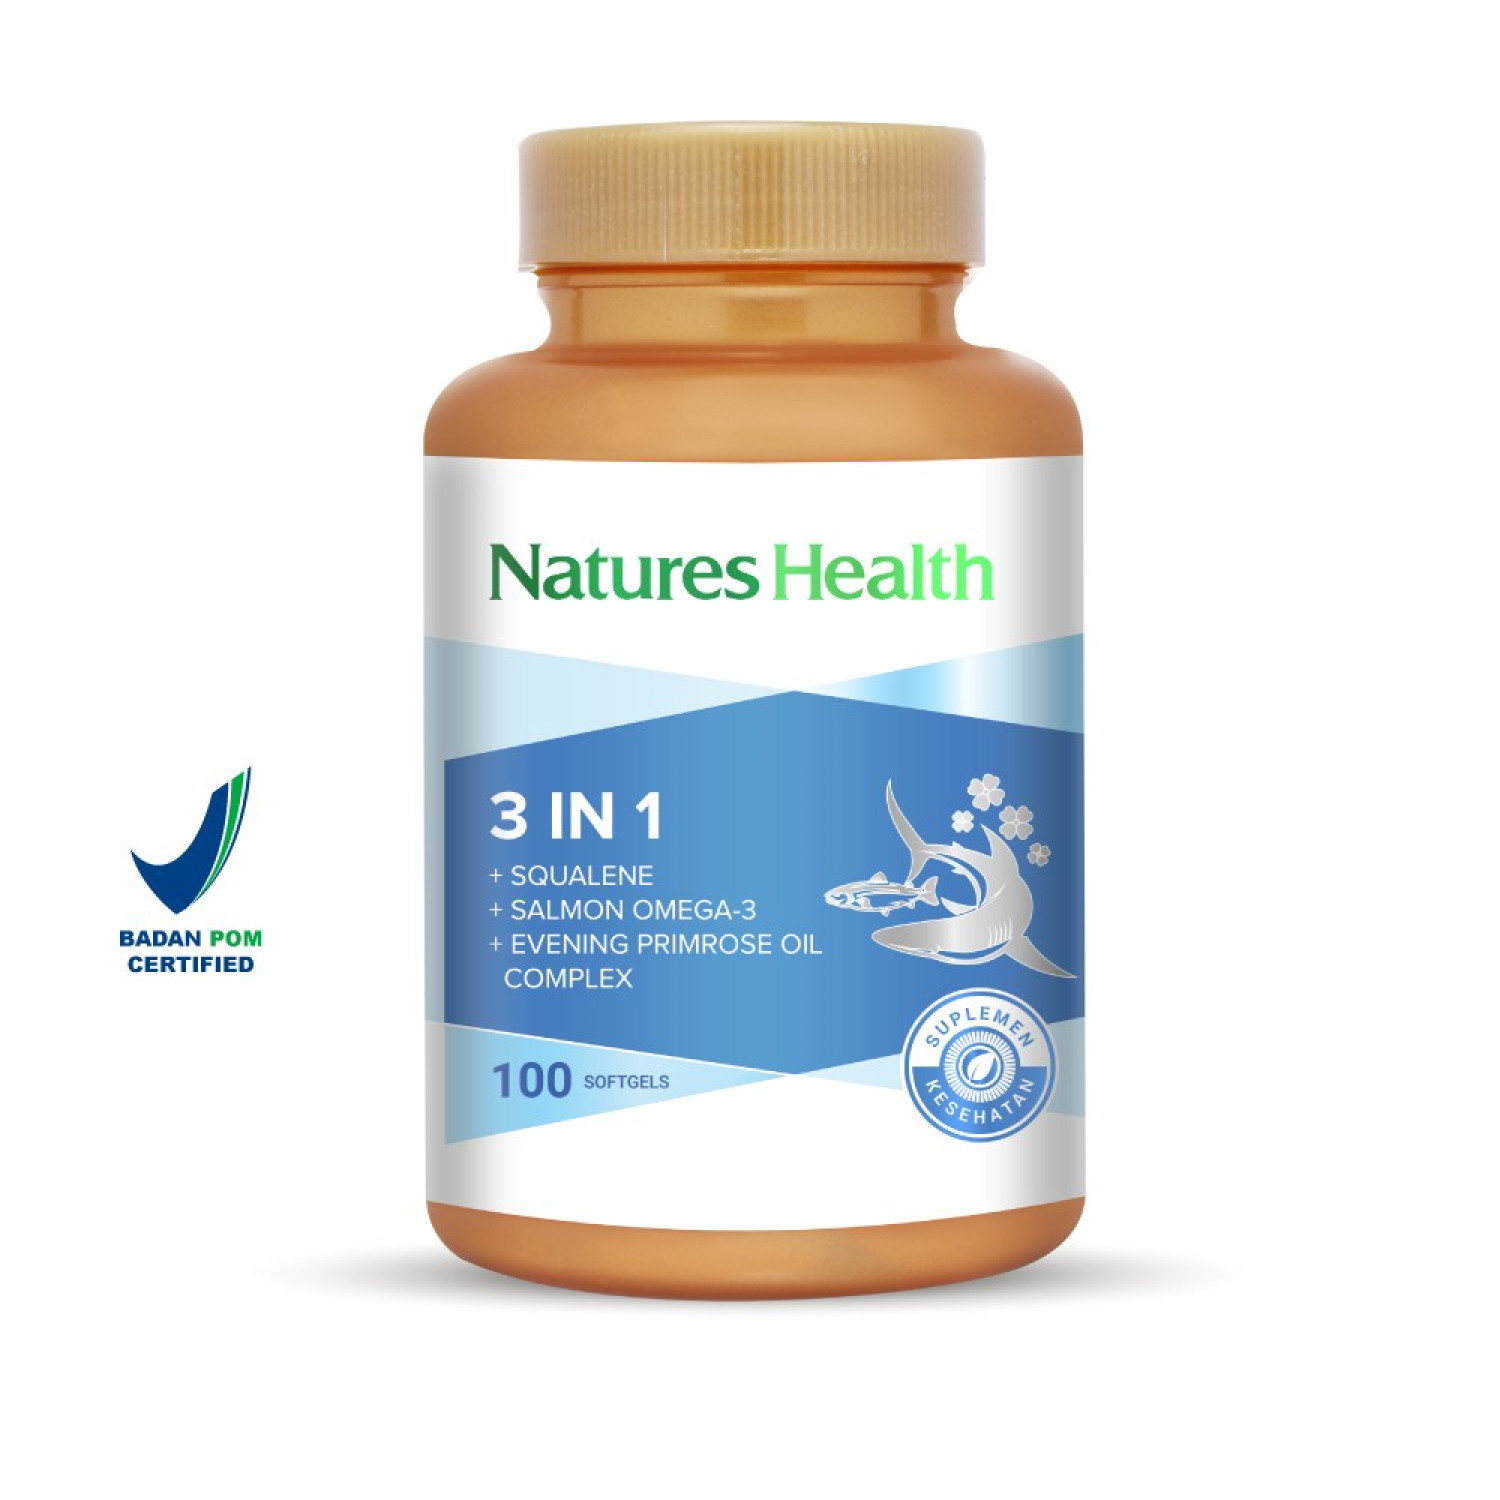 Natures Health
3 IN 1
+ SQUALENE
+ SALMON OMEGA-3
+ EVENING PRIMROSE OIL
COMPLEX
100 SOFTGELS
SUPLEMEN
KESEHATAN
BADAN POM
CERTIFIED